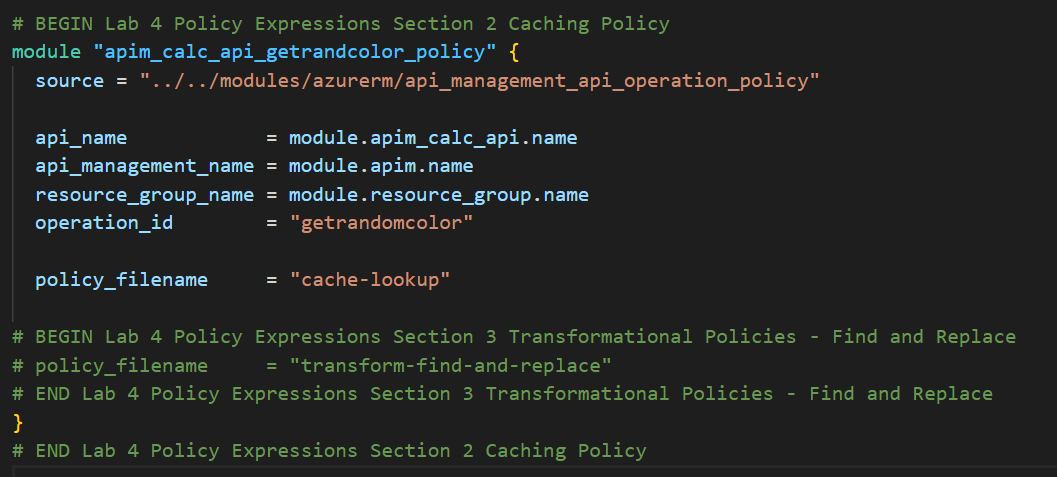 # BEGIN Lab 4 Policy Expressions Section 2 Caching Policy
module "apim_calc_api_getrandcolor_policy" {
  source = "../../modules/azurerm/api_management_api_operation_policy"

  api_name            = module.apim_calc_api.name
  api_management_name = module.apim.name
  resource_group_name = module.resource_group.name
  operation_id        = "getrandomcolor"

  policy_filename     = "cache-lookup"

# BEGIN Lab 4 Policy Expressions Section 3 Transformational Policies - Find and Replace
# policy_filename     = "transform-find-and-replace"
# END Lab 4 Policy Expressions Section 3 Transformational Policies - Find and Replace
}
# END Lab 4 Policy Expressions Section 2 Caching Policy